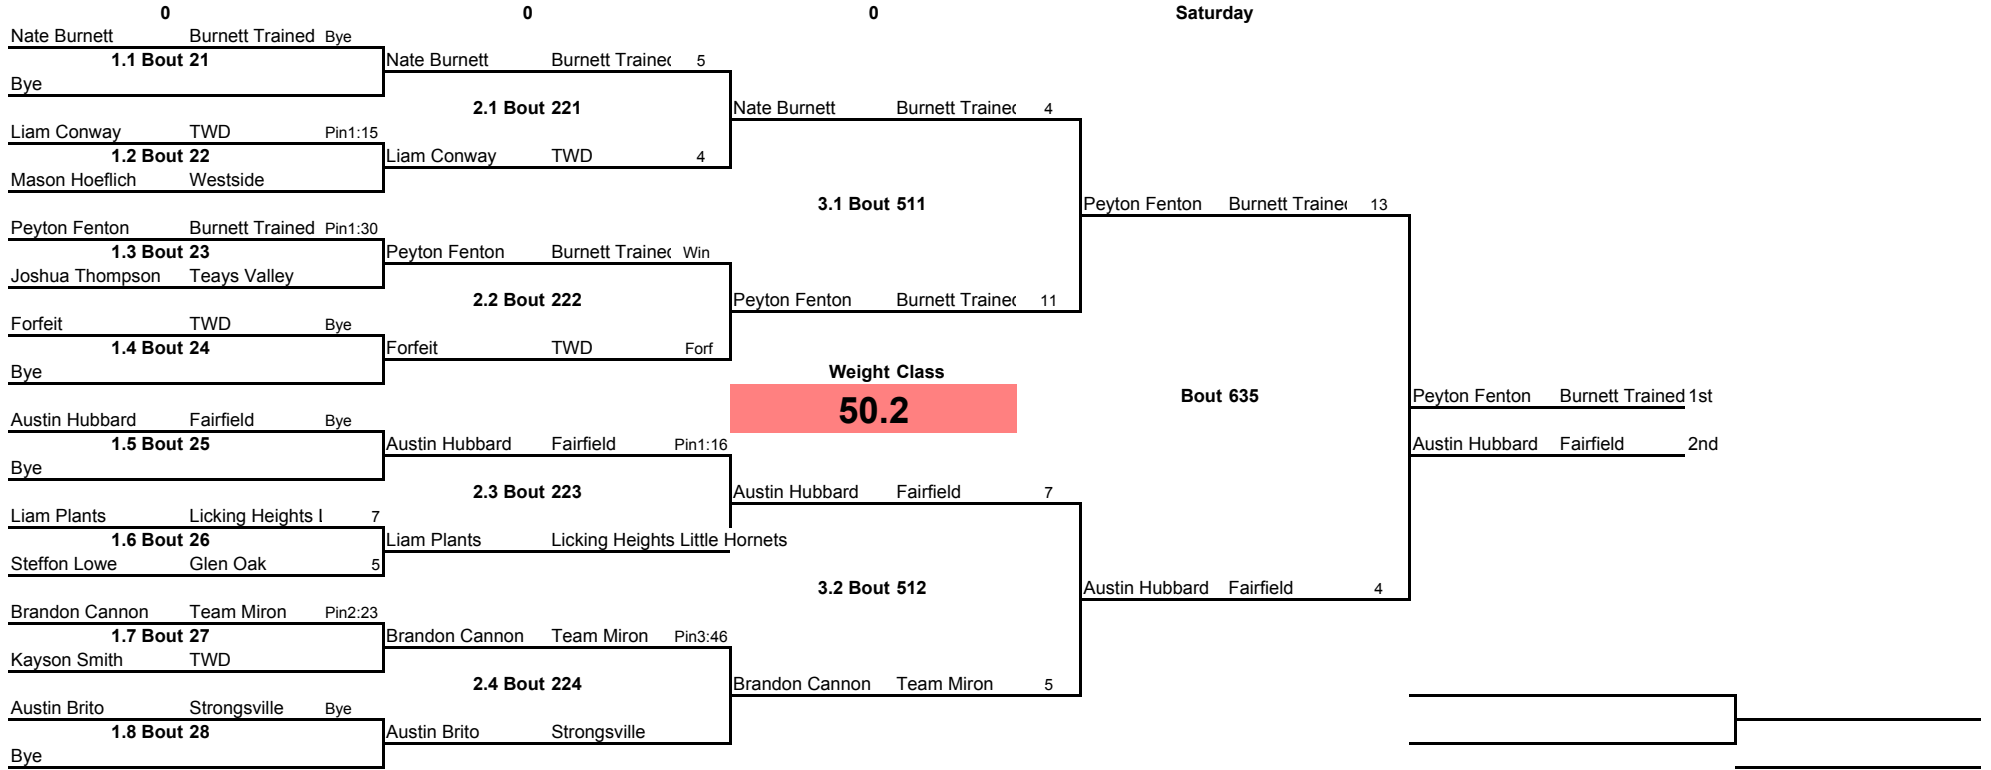 0 0 0 Saturday
Nate Burnett Burnett Trained Bye
1.1 Bout 21 Nate Burnett Burnett Trainec 5
Bye
2.1 Bout 221 Nate Burnett Burnett Trainec 4
Liam Conway TWD Pin1:15
1.2 Bout 22 Liam Conway TWD 4
Mason Hoeflich Westside
3.1 Bout 511 Peyton Fenton Burnett Trainec 13
Peyton Fenton Burnett Trained Pin1:30
1.3 Bout 23 Peyton Fenton Burnett Trainec Win
Joshua Thompson Teays Valley
2.2 Bout 222 Peyton Fenton Burnett Trainec 11
Forfeit TWD Bye
1.4 Bout 24 Forfeit TWD Forf
Bye Weight Class
Bout 635 Peyton Fenton Burnett Trained 1st
50.2
Austin Hubbard Fairfield Bye
1.5 Bout 25 Austin Hubbard Fairfield Pin1:16 Austin Hubbard Fairfield 2nd
Bye
2.3 Bout 223 Austin Hubbard Fairfield 7
Liam Plants Licking Heights L 7
1.6 Bout 26 Liam Plants Licking Heights Little Hornets
Steffon Lowe Glen Oak 5
3.2 Bout 512 Austin Hubbard Fairfield 4
Brandon Cannon Team Miron Pin2:23
1.7 Bout 27 Brandon Cannon Team Miron Pin3:46
Kayson Smith TWD
2.4 Bout 224 Brandon Cannon Team Miron 5
Austin Brito Strongsville Bye
1.8 Bout 28 Austin Brito Strongsville
Bye